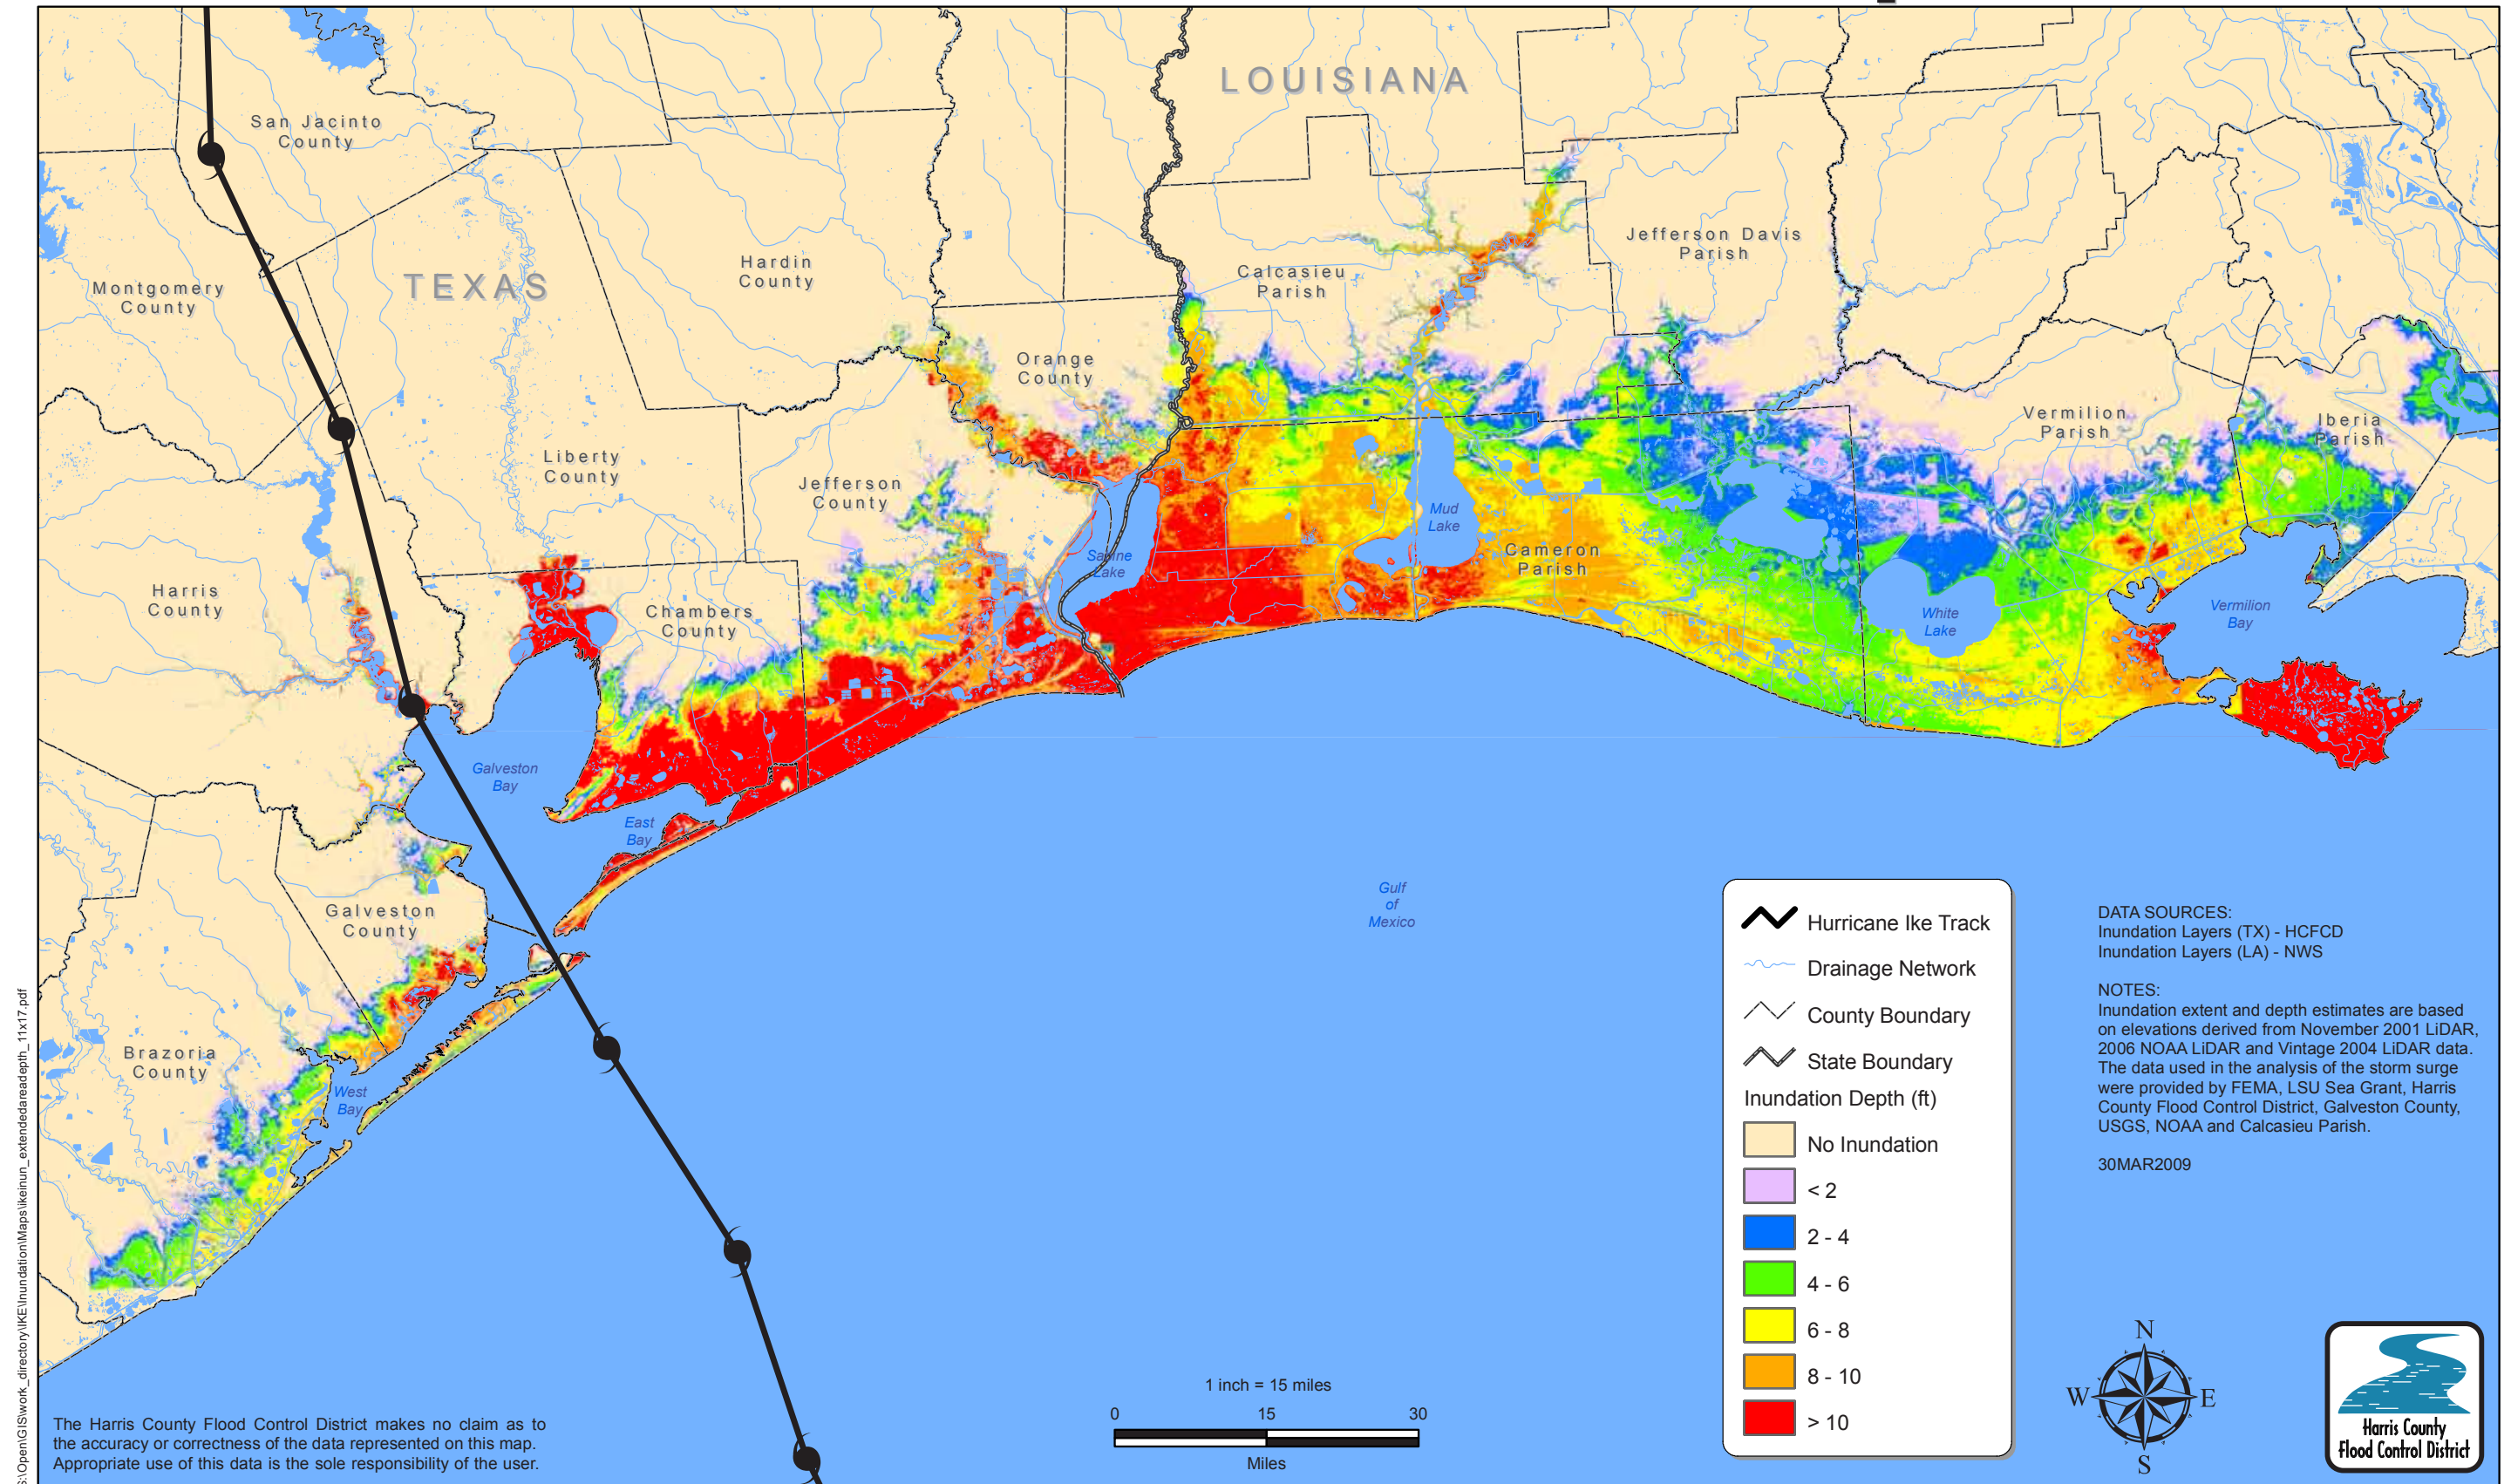 LOUISIANA
San Jacinto
County
TEXAS
Montgomery
County
Hardin
County
Calcasieu
Parish
Jefferson Davis
Parish
Orange
County
Liberty
County
Jefferson
County
Vermilion
Parish
Iberia
Parish
Mud
Lake
Sabine
Lake
Cameron
Parish
Harris
County
Chambers
County
White
Lake
Vermilion
Bay
Galveston
Bay
East
Bay
Galveston
County
Gulf
of
Mexico
Brazoria
County
West
Bay
Hurricane Ike Track
Drainage Network
County Boundary
State Boundary
Inundation Depth (ft)
No Inundation
< 2
2 - 4
4 - 6
6 - 8
8 - 10
> 10
DATA SOURCES:
Inundation Layers (TX) - HCFCD
Inundation Layers (LA) - NWS
NOTES:
Inundation extent and depth estimates are based
on elevations derived from November 2001 LiDAR,
2006 NOAA LiDAR and Vintage 2004 LiDAR data.
The data used in the analysis of the storm surge
were provided by FEMA, LSU Sea Grant, Harris
County Flood Control District, Galveston County,
USGS, NOAA and Calcasieu Parish.
30MAR2009
1 inch = 15 miles
0 15 30
Miles
N
W E
S
Harris County
Flood Control District
The Harris County Flood Control District makes no claim as to
the accuracy or correctness of the data represented on this map.
Appropriate use of this data is the sole responsibility of the user.
S:\Open\GIS\work_directory\IKE\Inundation\Maps\ikeinun_extendedareadepth_11x17.pdf